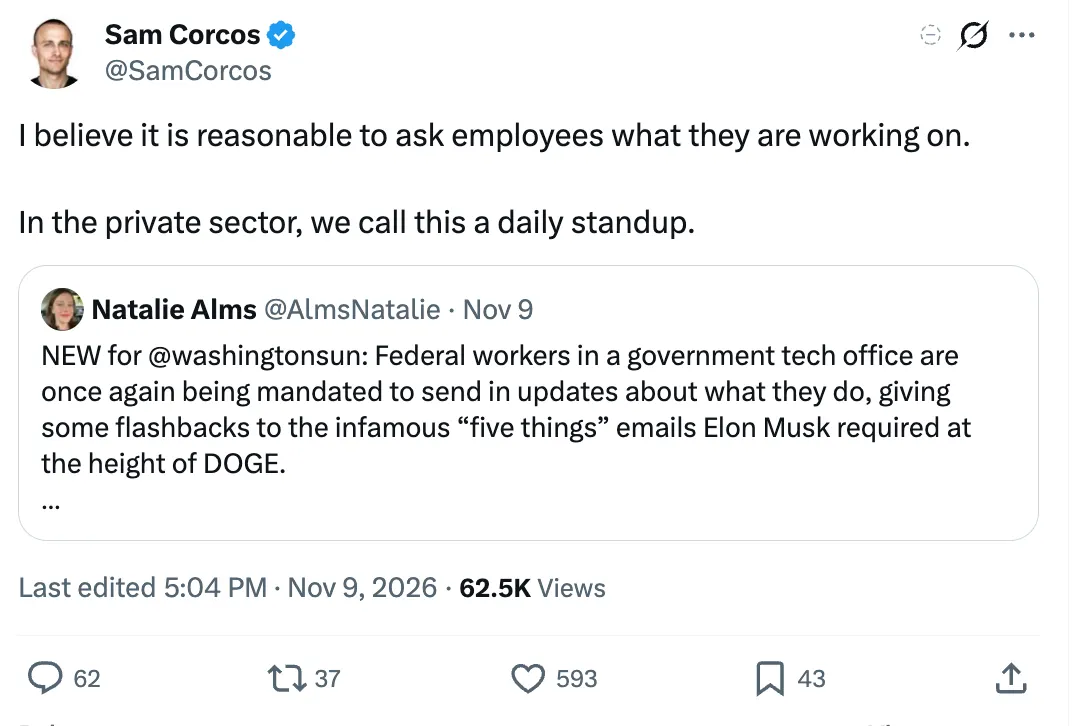 Sam Corcos
@SamCorcos
I believe it is reasonable to ask employees what they are working on.
In the private sector, we call this a daily standup.
Natalie Alms @AlmsNatalie · Nov 9
NEW for @washingtonsun: Federal workers in a government tech office are
once again being mandated to send in updates about what they do, giving
some flashbacks to the infamous “five things” emails Elon Musk required at
the height of DOGE.
...
Last edited 5:04 PM · Nov 9, 2026 · 62.5K Views
62 37 593 43